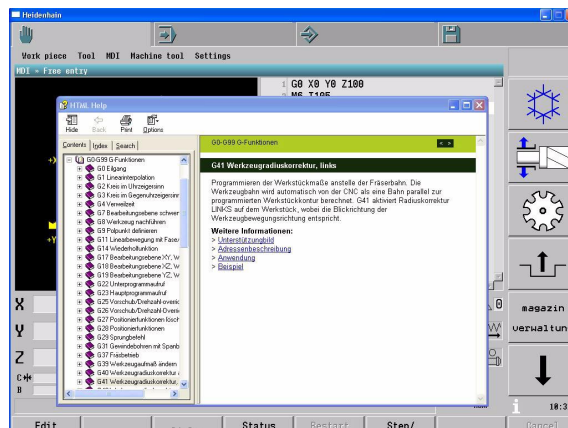 Heidenhain
Work piece Tool MDI Machine tool Settings
MDI - Free entry
1 G0 X0 Y0 Z100
2 M6 T105
HTML Help
Hide Back Print Options
Contents Index Search
G0-G99 G-Funktionen
G0 Eilgang
G1 Linearinterpolation
G2 Kreis im Uhrzeigersinn
G3 Kreis im Gegenuhrzeigersinn
G4 Verweilzeit
G7 Bearbeitungsebene schwen
G8 Werkzeug nachführen
G9 Polpunkt definieren
G11 Linearbewegung mit Fase/
G14 Wiederholfunktion
G17 Bearbeitungsebene XY, W
G18 Bearbeitungsebene XZ, W
G19 Bearbeitungsebene YZ, W
G22 Unterprogrammaufruf
G23 Hauptprogrammaufruf
G25 Vorschub/Drehzahl-overric
G26 Vorschub/Drehzahl-Overri
G27 Positionierfunktionen lösch
G28 Positionierfunktionen
G29 Sprungbefehl
G31 Gewindebohren mit Spanb
G37 Fräsbetrieb
G39 Werkzeugaufmaß ändern
G40 Werkzeugradiuskorrektur
G41 Werkzeugradiuskorrektur,
G0-G99 G-Funktionen
G41 Werkzeugradiuskorrektur, links
Programmieren der Werkstückmaße anstelle der Fräserbahn. Die
Werkzeugbahn wird automatisch von der CNC als eine Bahn parallel zur
programmierten Werkstückkontur berechnet. G41 aktiviert Radiuskorrektur
LINKS auf dem Werkstück, wobei die Blickrichtung der
Werkzeugbewegungsrichtung entspricht.
Weitere Informationen:
> Unterstützungbild
> Adressenbeschreibung
> Anwendung
> Beispiel
+X
+Y
X
Y
Z
C
B
0
magazin
verwaltun
i 10:3
Edit Status Restart Step/ Cancel